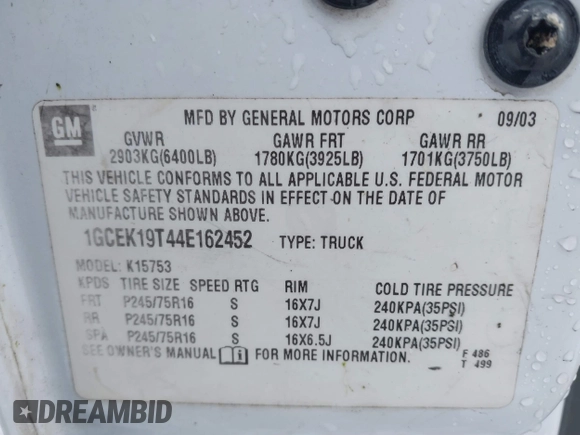 GM
MFD BY GENERAL MOTORS CORP 09/03
GVWR GAWR FRT GAWR RR
2903KG(6400LB) 1780KG(3925LB) 1701KG(3750LB)
THIS VEHICLE CONFORMS TO ALL APPLICABLE U.S. FEDERAL MOTOR
VEHICLE SAFETY STANDARDS IN EFFECT ON THE DATE OF
MANUFACTURE SHOWN ABOVE.
1GCEK19T44E162452 TYPE: TRUCK
MODEL: K15753
KPDS TIRE SIZE SPEED RTG RIM COLD TIRE PRESSURE
FRT P245/75R16 S 16X7J 240KPA(35PSI)
RR P245/75R16 S 16X7J 240KPA(35PSI)
SPA P245/75R16 S 16X6.5J 240KPA(35PSI)
SEE OWNER'S MANUAL FOR MORE INFORMATION. F 486
T 499
DREAMBID